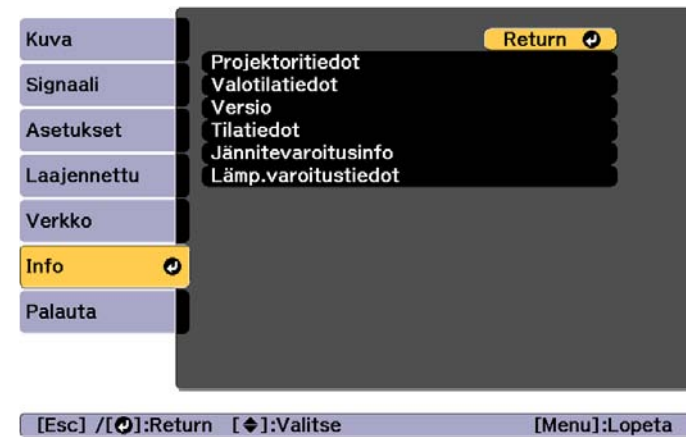 Kuva
Signaali
Asetukset
Laajennettu
Verkko
Info
Palauta
Return
Projektoritiedot
Valotilatiedot
Versio
Tilatiedot
Jännitevaroitusinfo
Lämp.varoitustiedot
[Esc] /[⏎]:Return [◆]:Valitse [Menu]:Lopeta